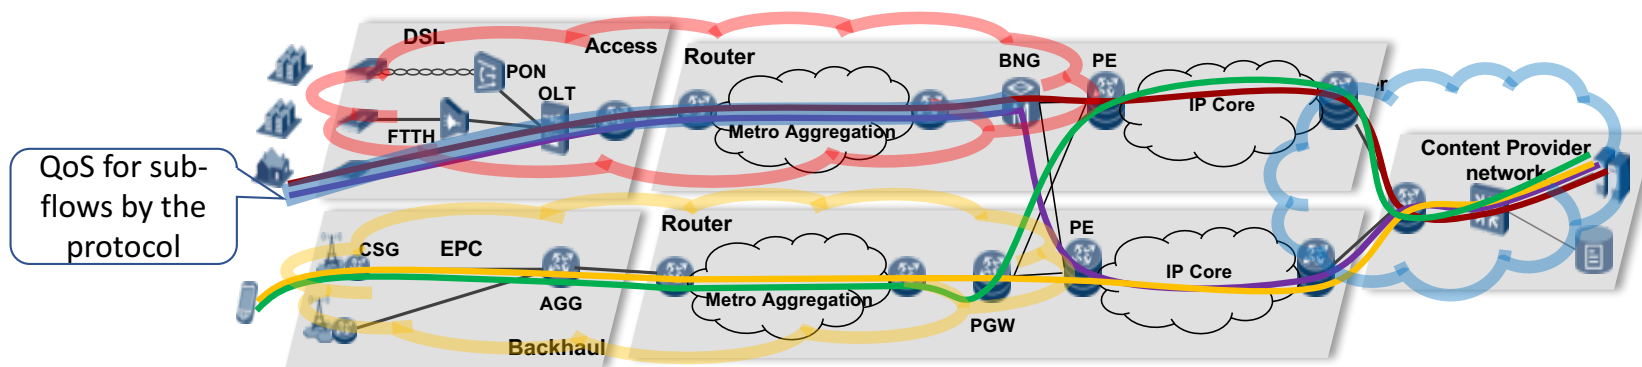 DSL
Access
PON
OLT
FTTH
Router
Metro Aggregation
BNG
PE
IP Core
er
Content Provider
network
QoS for sub-
flows by the
protocol
CSG
EPC
AGG
Backhaul
Router
Metro Aggregation
PGW
PE
IP Core